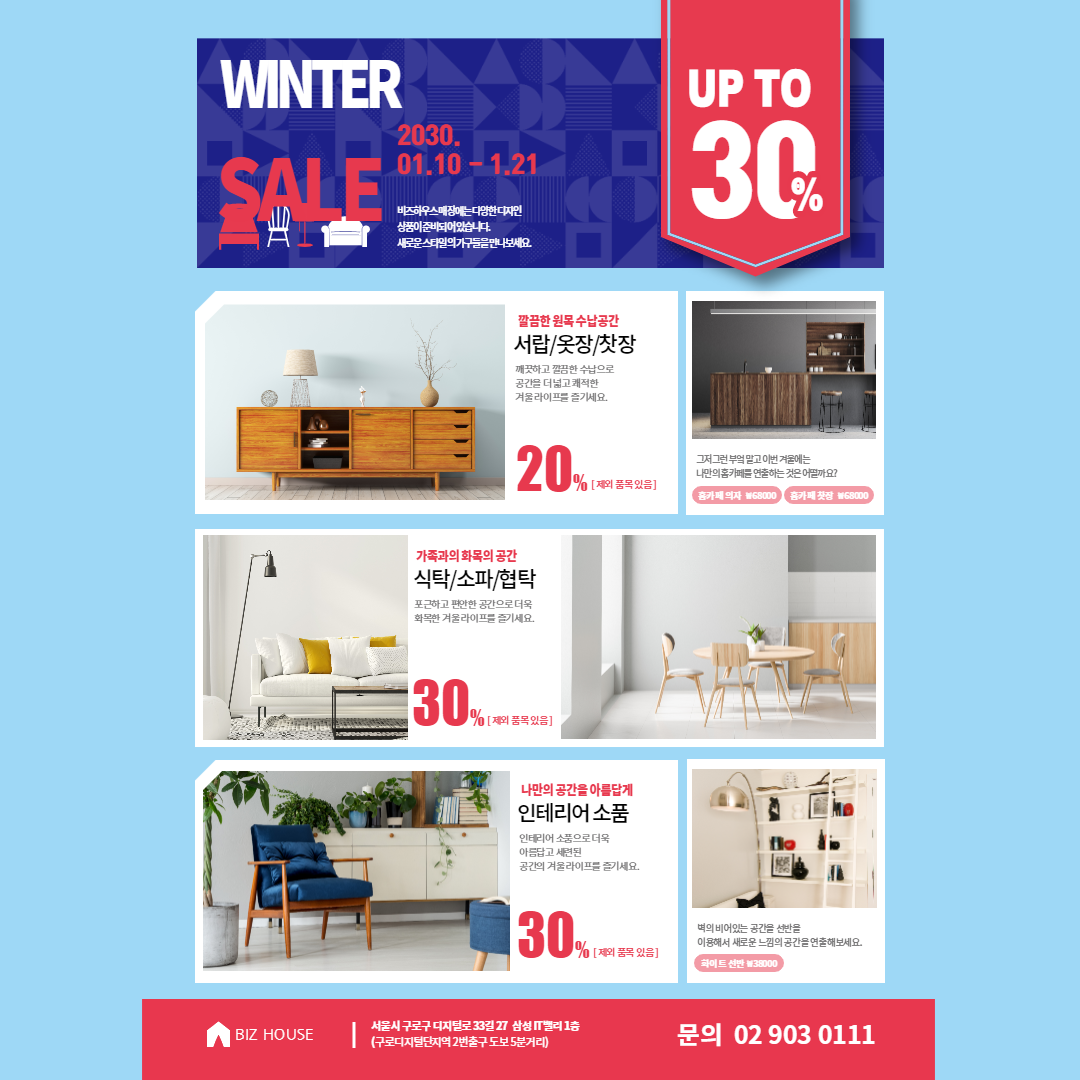 WINTER
SALE
2030.
01.10 - 1.21
비즈하우스 매장에는 다양한 디자인
상품이 준비되어 있습니다.
새로운 스타일의 가구들을 만나보세요.
UP TO
30%
깔끔한 원목 수납공간
서랍/옷장/찻장
깨끗하고 깔끔한 수납으로
공간을 더 넓고 쾌적한
겨울 라이프를 즐기세요.
20% [ 제외 품목 있음 ]
그저 그런 부엌 말고 이번 겨울에는
나만의 홈카페를 연출하는 것은 어떨까요?
홈카페 의자 ₩68000
홈카페 찻장 ₩68000
가족과의 화목의 공간
식탁/소파/협탁
포근하고 편안한 공간으로 더욱
화목한 겨울 라이프를 즐기세요.
30% [ 제외 품목 있음 ]
나만의 공간을 아름답게
인테리어 소품
인테리어 소품으로 더욱
아름답고 세련된
공간의 겨울 라이프를 즐기세요.
30% [ 제외 품목 있음 ]
벽의 비어있는 공간을 선반을
이용해서 새로운 느낌의 공간을 연출해보세요.
화이트 선반 ₩38000
BIZ HOUSE
서울시 구로구 디지털로 33길 27 삼성 IT밸리 1층
(구로디지털단지역 2번출구 도보 5분거리)
문의 02 903 0111